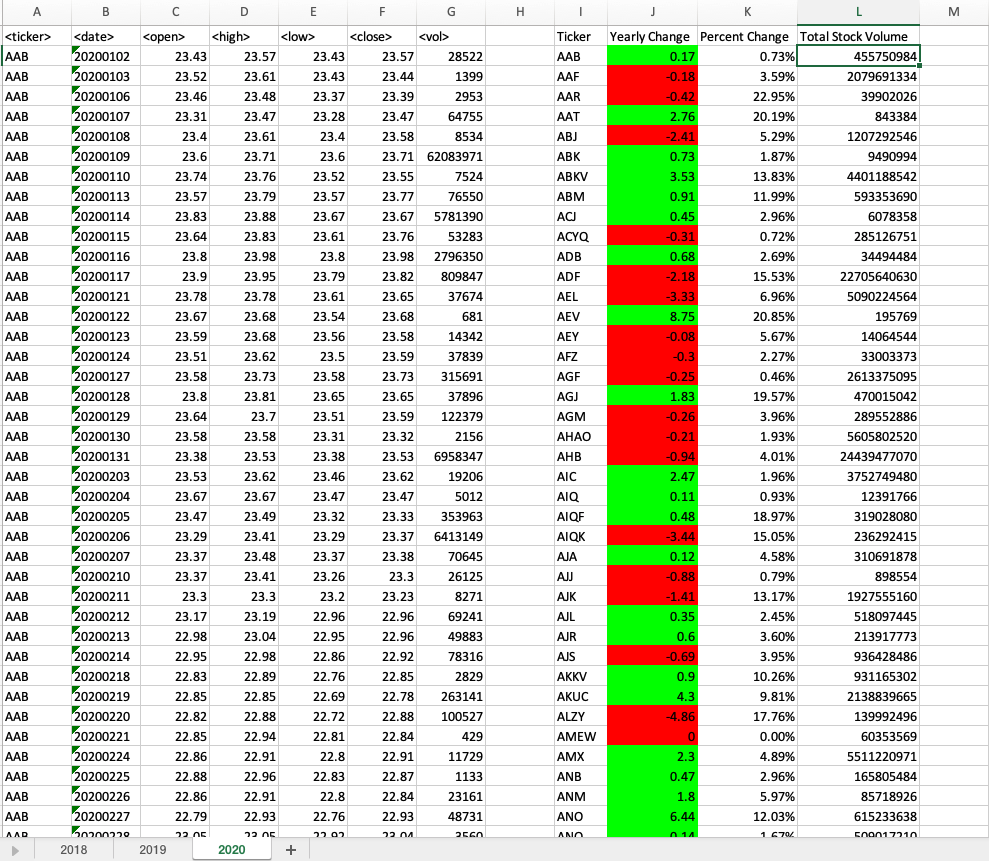 A B C D E F G H I J K L M
<ticker> <date> <open> <high> <low> <close> <vol> Ticker Yearly Change Percent Change Total Stock Volume
AAB 20200102 23.43 23.57 23.43 23.57 28522 AAB 0.17 0.73% 455750984
AAB 20200103 23.52 23.61 23.43 23.44 1399 AAF -0.18 3.59% 2079691334
AAB 20200106 23.46 23.48 23.37 23.39 2953 AAR -0.42 22.95% 39902026
AAB 20200107 23.31 23.47 23.28 23.47 64755 AAT 2.76 20.19% 843384
AAB 20200108 23.4 23.61 23.4 23.58 8534 ABJ -2.41 5.29% 1207292546
AAB 20200109 23.6 23.71 23.6 23.71 62083971 ABK 0.73 1.87% 9490994
AAB 20200110 23.74 23.76 23.52 23.55 7524 ABKV 3.53 13.83% 4401188542
AAB 20200113 23.57 23.79 23.57 23.77 76550 ABM 0.91 11.99% 593353690
AAB 20200114 23.83 23.88 23.67 23.67 5781390 ACJ 0.45 2.96% 6078358
AAB 20200115 23.64 23.83 23.61 23.76 53283 ACYQ -0.31 0.72% 285126751
AAB 20200116 23.8 23.98 23.8 23.98 2796350 ADB 0.68 2.69% 34494484
AAB 20200117 23.9 23.95 23.79 23.82 809847 ADF -2.18 15.53% 22705640630
AAB 20200121 23.78 23.78 23.61 23.65 37674 AEL -3.33 6.96% 5090224564
AAB 20200122 23.67 23.68 23.54 23.68 681 AEV 8.75 20.85% 195769
AAB 20200123 23.59 23.68 23.56 23.58 14342 AEY -0.08 5.67% 14064544
AAB 20200124 23.51 23.62 23.5 23.59 37839 AFZ -0.3 2.27% 33003373
AAB 20200127 23.58 23.73 23.58 23.73 315691 AGF -0.25 0.46% 2613375095
AAB 20200128 23.8 23.81 23.65 23.65 37896 AGJ 1.83 19.57% 470015042
AAB 20200129 23.64 23.7 23.51 23.59 122379 AGM -0.26 3.96% 289552886
AAB 20200130 23.58 23.58 23.31 23.32 2156 AHAO -0.21 1.93% 5605802520
AAB 20200131 23.38 23.53 23.38 23.53 6958347 AHB -0.94 4.01% 24439477070
AAB 20200203 23.53 23.62 23.46 23.62 19206 AIC 2.47 1.96% 3752749480
AAB 20200204 23.67 23.67 23.47 23.47 5012 AIQ 0.11 0.93% 12391766
AAB 20200205 23.47 23.49 23.32 23.33 353963 AIQF 0.48 18.97% 319028080
AAB 20200206 23.29 23.41 23.29 23.37 6413149 AIQK -3.44 15.05% 236292415
AAB 20200207 23.37 23.48 23.37 23.38 70645 AJA 0.12 4.58% 310691878
AAB 20200210 23.37 23.41 23.26 23.3 26125 AJJ -0.88 0.79% 898554
AAB 20200211 23.3 23.3 23.2 23.23 8271 AJK -1.41 13.17% 1927555160
AAB 20200212 23.17 23.19 22.96 22.96 69241 AJL 0.35 2.45% 518097445
AAB 20200213 22.98 23.04 22.95 22.96 49883 AJR 0.6 3.60% 213917773
AAB 20200214 22.95 22.98 22.86 22.92 78316 AJS -0.69 3.95% 936428486
AAB 20200218 22.83 22.89 22.76 22.85 2829 AKKV 0.9 10.26% 931165302
AAB 20200219 22.85 22.85 22.69 22.78 263141 AKUC 4.3 9.81% 2138839665
AAB 20200220 22.82 22.88 22.72 22.88 100527 ALZY -4.86 17.76% 139992496
AAB 20200221 22.85 22.94 22.81 22.84 429 AMEW 0 0.00% 60353569
AAB 20200224 22.86 22.91 22.8 22.91 11729 AMX 2.3 4.89% 5511220971
AAB 20200225 22.88 22.96 22.83 22.87 1133 ANB 0.47 2.96% 165805484
AAB 20200226 22.86 22.91 22.8 22.84 23161 ANM 1.8 5.97% 85718926
AAB 20200227 22.79 22.93 22.76 22.93 48731 ANO 6.44 12.03% 615233638
AAB 20200228 23.05 23.05 22.92 23.04 3560
2018 2019 2020 +